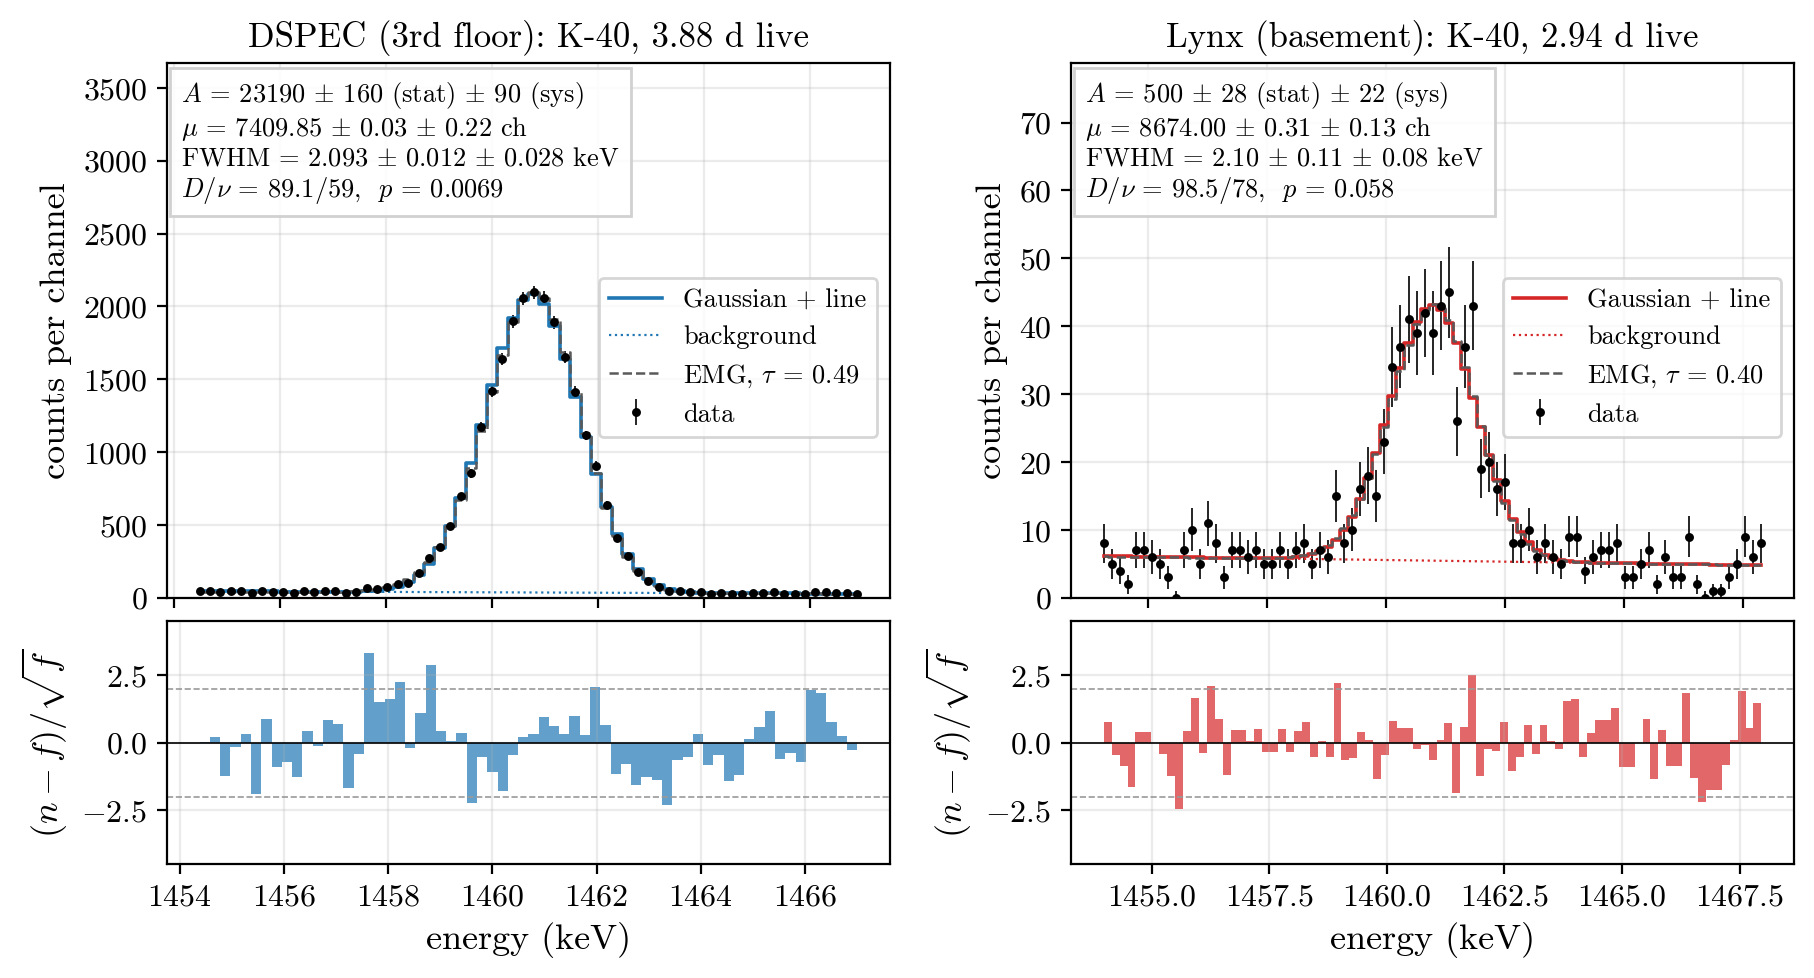 DSPEC (3rd floor): K-40, 3.88 d live
A = 23190 ± 160 (stat) ± 90 (sys)
μ = 7409.85 ± 0.03 ± 0.22 ch
FWHM = 2.093 ± 0.012 ± 0.028 keV
D/ν = 89.1/59, p = 0.0069
Gaussian + line
background
EMG, τ = 0.49
data
counts per channel
3500
3000
2500
2000
1500
1000
500
0
(n − f)/√f
2.5
0.0
−2.5
1454 1456 1458 1460 1462 1464 1466
energy (keV)
Lynx (basement): K-40, 2.94 d live
A = 500 ± 28 (stat) ± 22 (sys)
μ = 8674.00 ± 0.31 ± 0.13 ch
FWHM = 2.10 ± 0.11 ± 0.08 keV
D/ν = 98.5/78, p = 0.058
Gaussian + line
background
EMG, τ = 0.40
data
counts per channel
70
60
50
40
30
20
10
0
(n − f)/√f
2.5
0.0
−2.5
1455.0 1457.5 1460.0 1462.5 1465.0 1467.5
energy (keV)